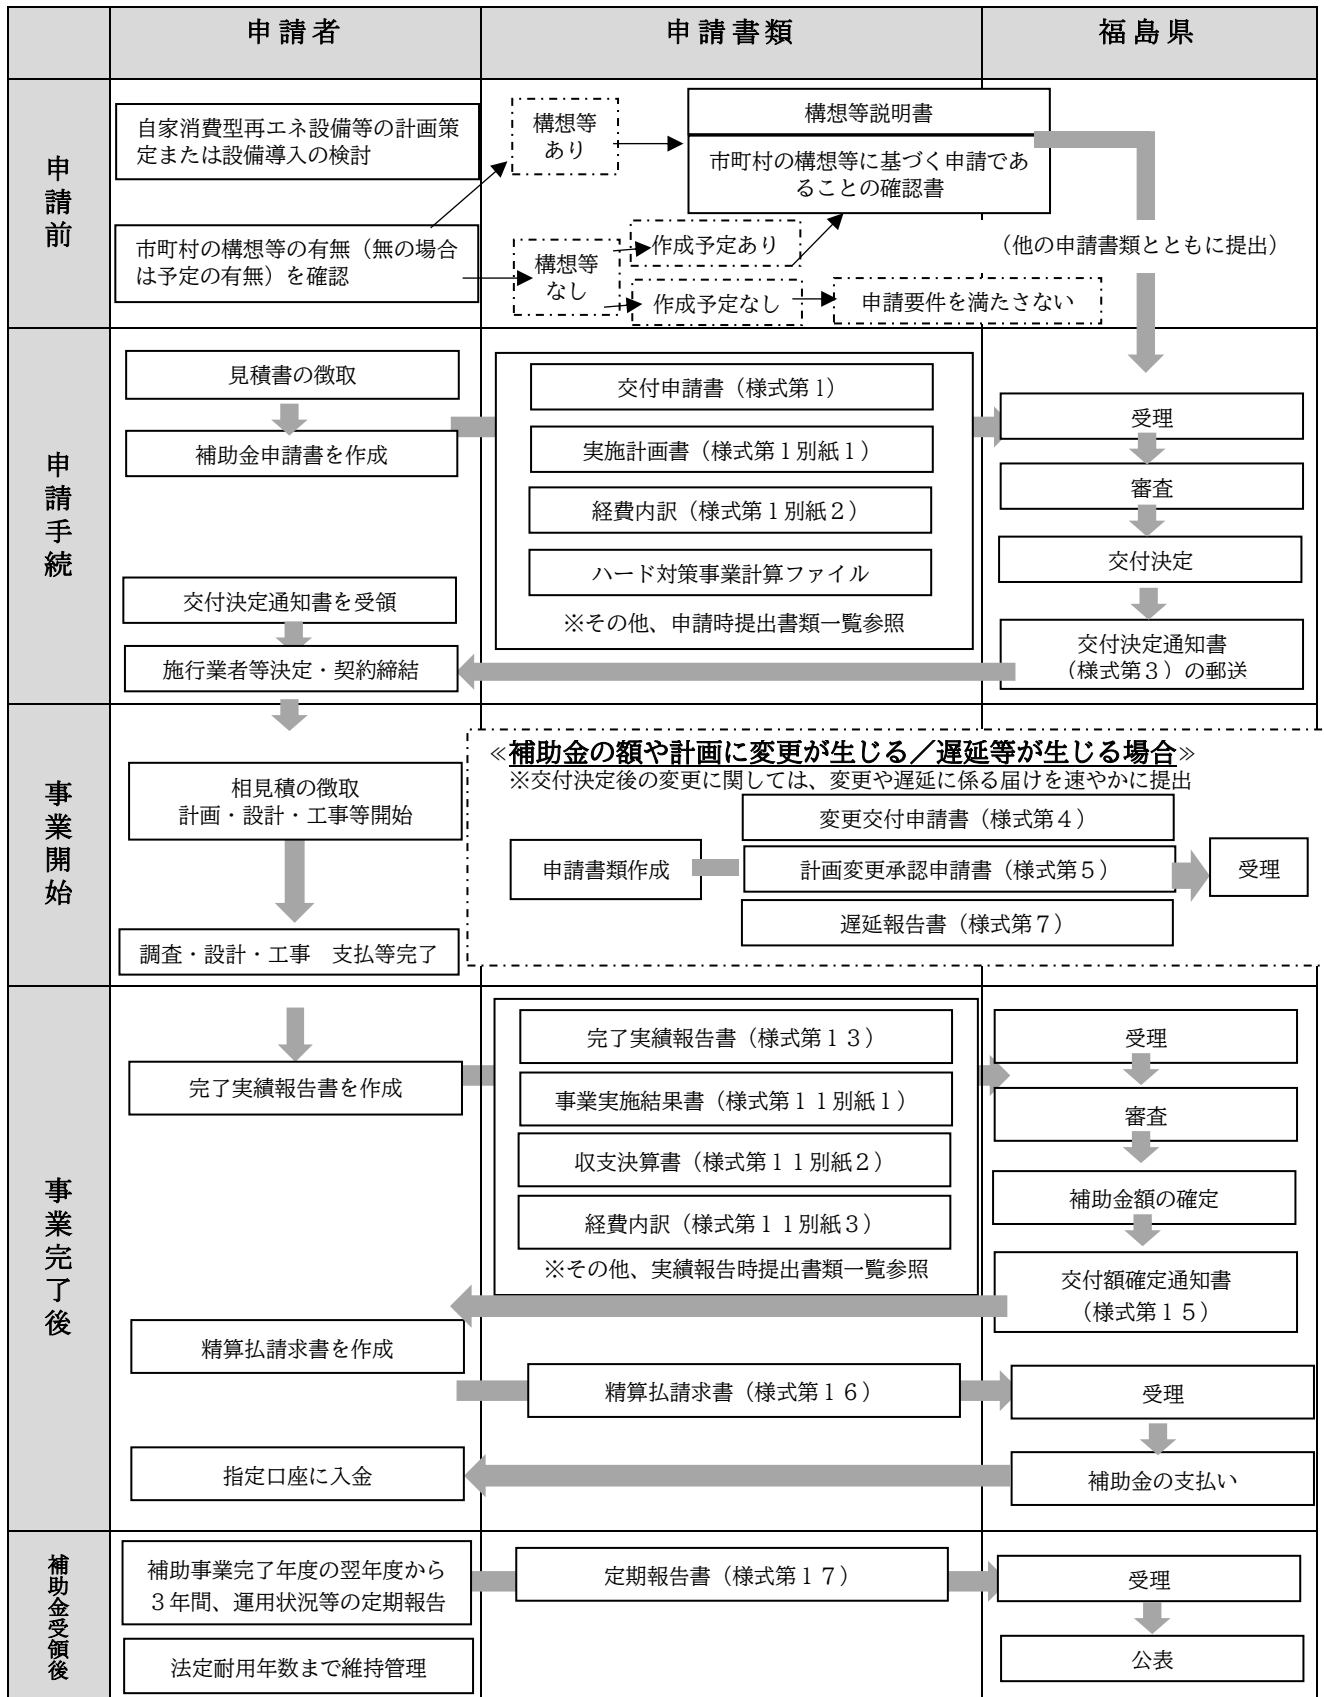 申請者
申請書類
福島県
申請前
自家消費型再エネ設備等の計画策
定または設備導入の検討
市町村の構想等の有無（無の場合
は予定の有無）を確認
構想等
あり
構想等
なし
作成予定あり
作成予定なし
構想等説明書
市町村の構想等に基づく申請であ
ることの確認書
申請要件を満たさない
（他の申請書類とともに提出）
申請手続
見積書の徴取
補助金申請書を作成
交付決定通知書を受領
施行業者等決定・契約締結
交付申請書（様式第１）
実施計画書（様式第１別紙１）
経費内訳（様式第１別紙２）
ハード対策事業計算ファイル
※その他、申請時提出書類一覧参照
受理
審査
交付決定
交付決定通知書
（様式第３）の郵送
事業開始
相見積の徴取
計画・設計・工事等開始
調査・設計・工事　支払等完了
≪補助金の額や計画に変更が生じる／遅延等が生じる場合≫
※交付決定後の変更に関しては、変更や遅延に係る届けを速やかに提出
申請書類作成
変更交付申請書（様式第４）
計画変更承認申請書（様式第５）
遅延報告書（様式第７）
受理
事業完了後
完了実績報告書を作成
精算払請求書を作成
指定口座に入金
完了実績報告書（様式第１３）
事業実施結果書（様式第１１別紙１）
収支決算書（様式第１１別紙２）
経費内訳（様式第１１別紙３）
※その他、実績報告時提出書類一覧参照
精算払請求書（様式第１６）
受理
審査
補助金額の確定
交付額確定通知書
（様式第１５）
受理
補助金の支払い
補助金受領後
補助事業完了年度の翌年度から
３年間、運用状況等の定期報告
法定耐用年数まで維持管理
定期報告書（様式第１７）
受理
公表